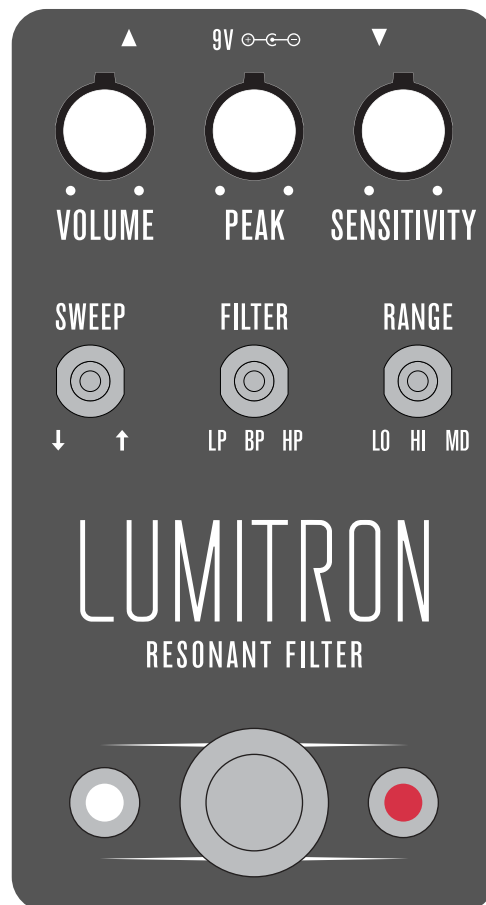 ▲ 9V ⊕-C-⊖ ▼
VOLUME PEAK SENSITIVITY
SWEEP FILTER RANGE
↓ ↑ LP BP HP LO HI MD
LUMITRON
RESONANT FILTER